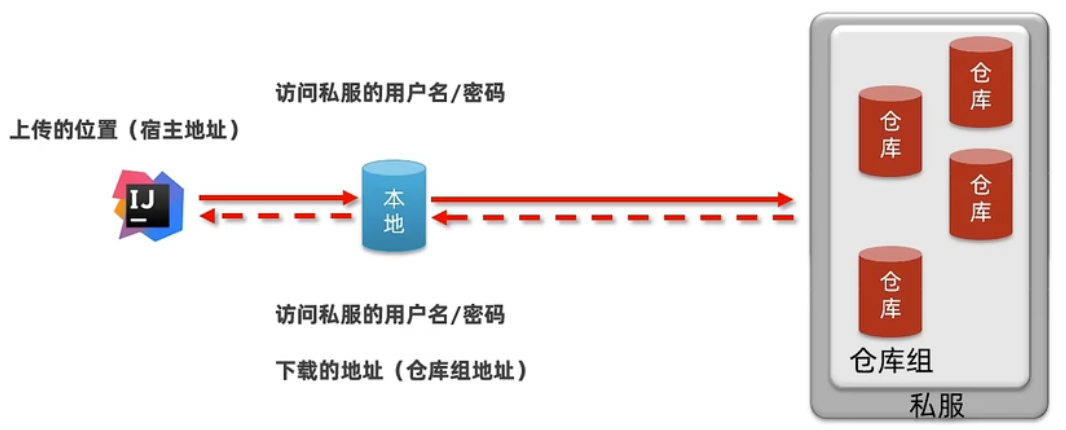 访问私服的用户名/密码
上传的位置（宿主地址）
IJ
本地
仓库
仓库
仓库
仓库
访问私服的用户名/密码
下载的地址（仓库组地址）
仓库组
私服